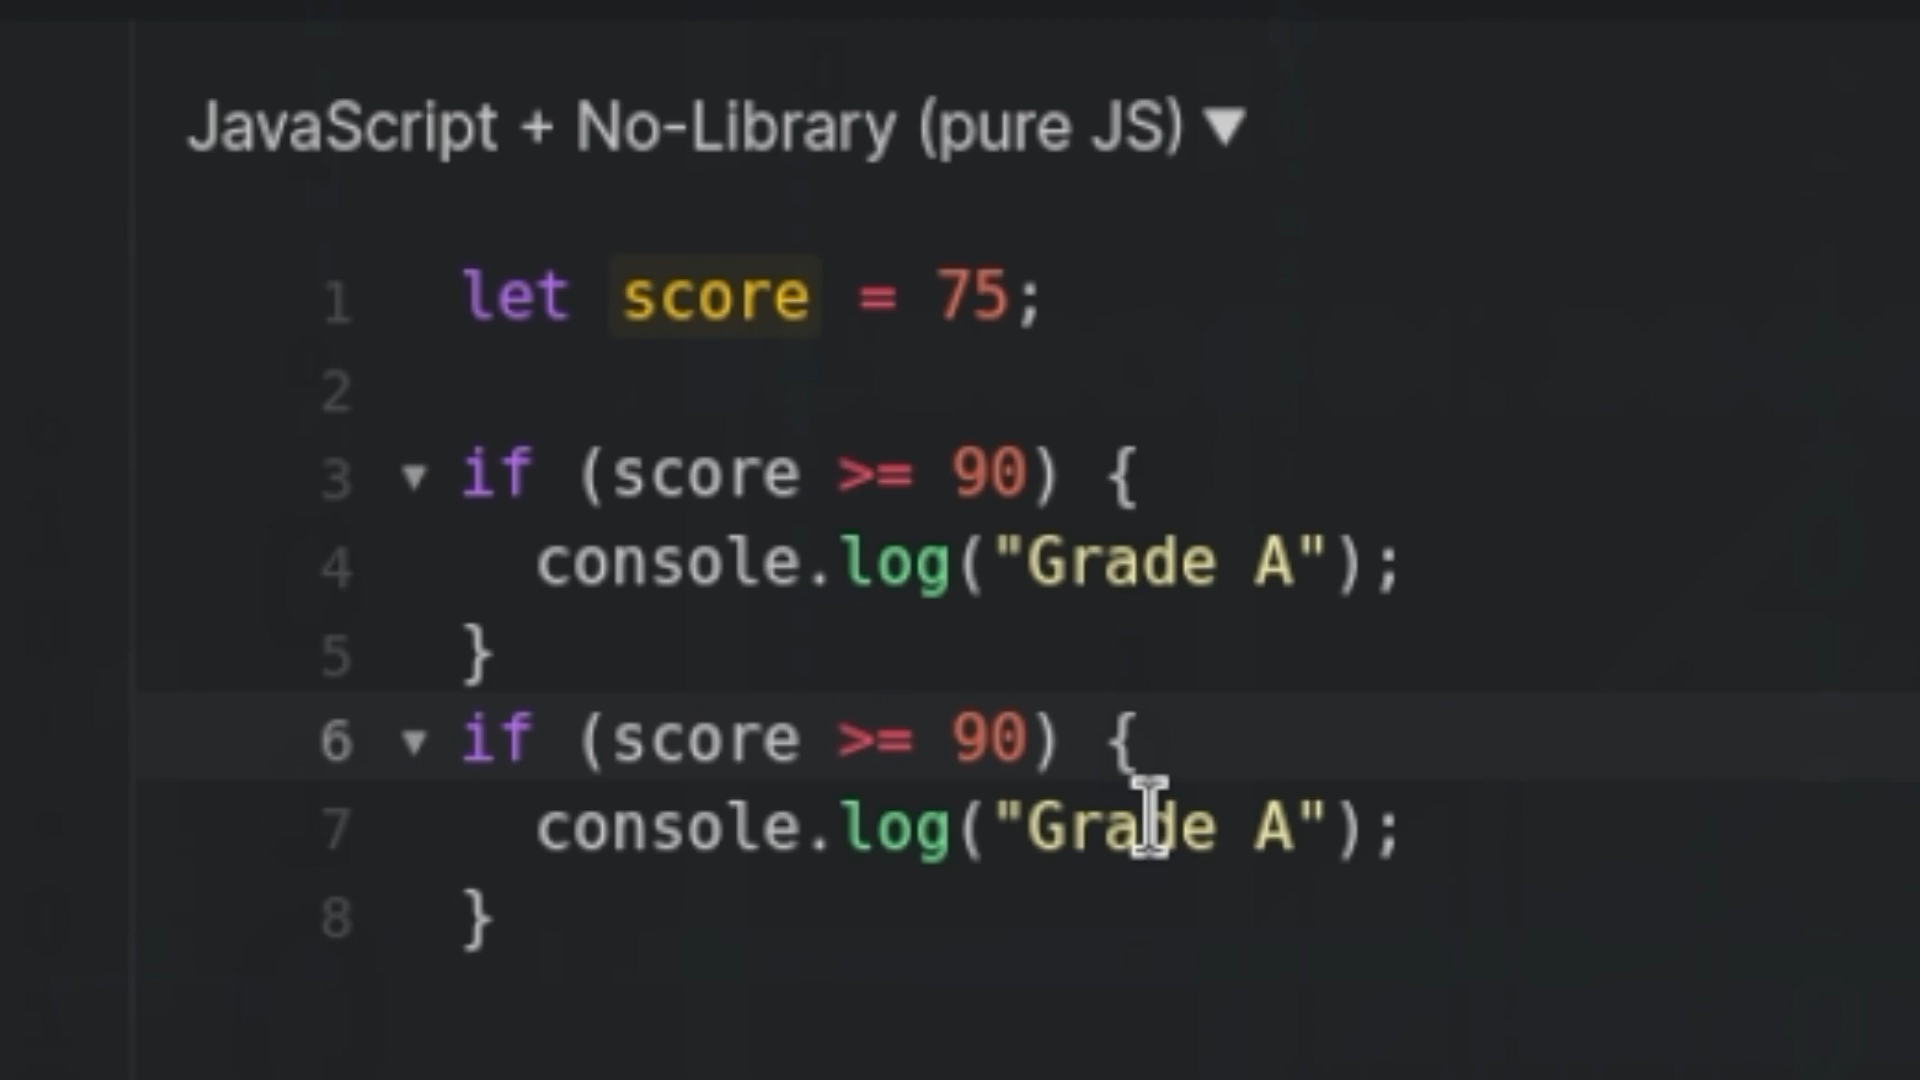 JavaScript + No-Library (pure JS) ▼
1 let score = 75;
2
3 ▼ if (score >= 90) {
4 console.log("Grade A");
5 }
6 ▼ if (score >= 90) {
7 console.log("Grade A");
8 }